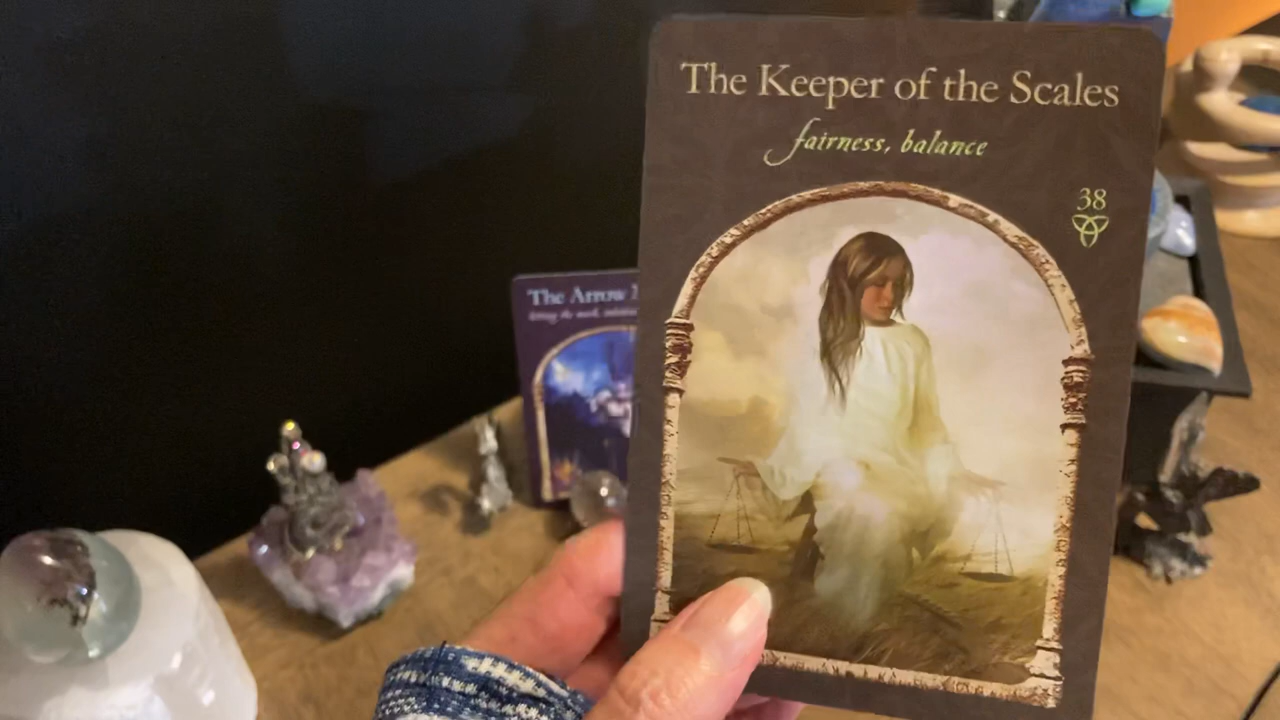 The Keeper of the Scales
fairness, balance
38
The Arrow